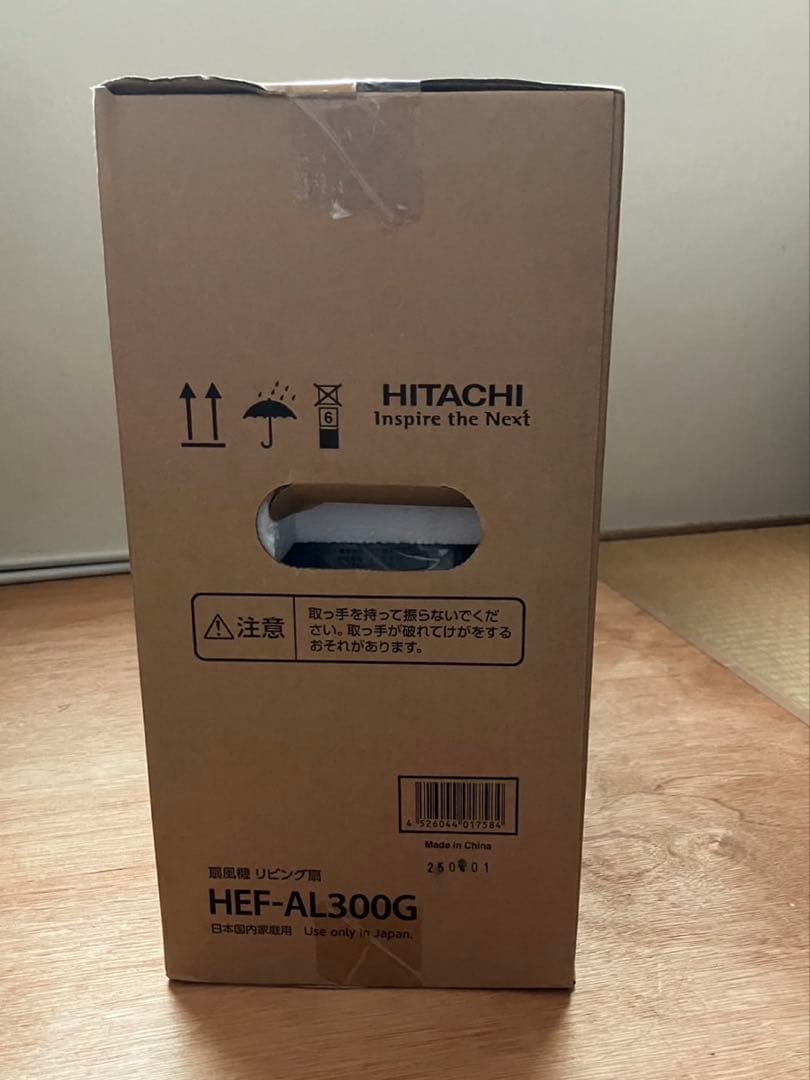 HITACHI
Inspire the Next
6
注意
取っ手を持って振らないでくだ
さい。取っ手が破れてけがをする
おそれがあります。
4 526044 017584
Made in China
扇風機 リビング扇
HEF-AL300G
日本国内家庭用 Use only in Japan.